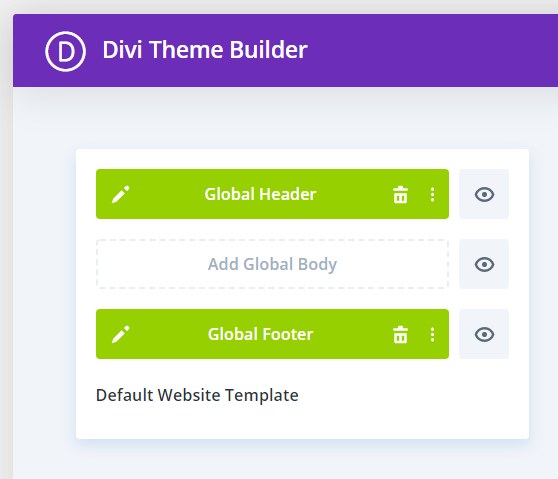 D Divi Theme Builder
Global Header
Add Global Body
Global Footer
Default Website Template